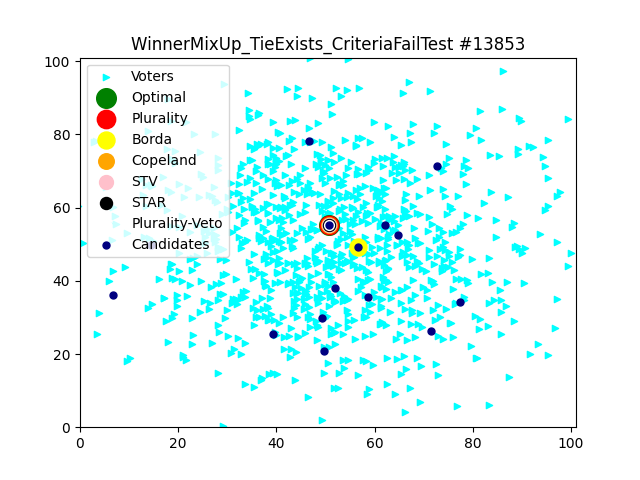 WinnerMixUp_TieExists_CriteriaFailTest #13853
Voters
Optimal
Plurality
Borda
Copeland
STV
STAR
Plurality-Veto
Candidates
100
80
60
40
20
0
0 20 40 60 80 100